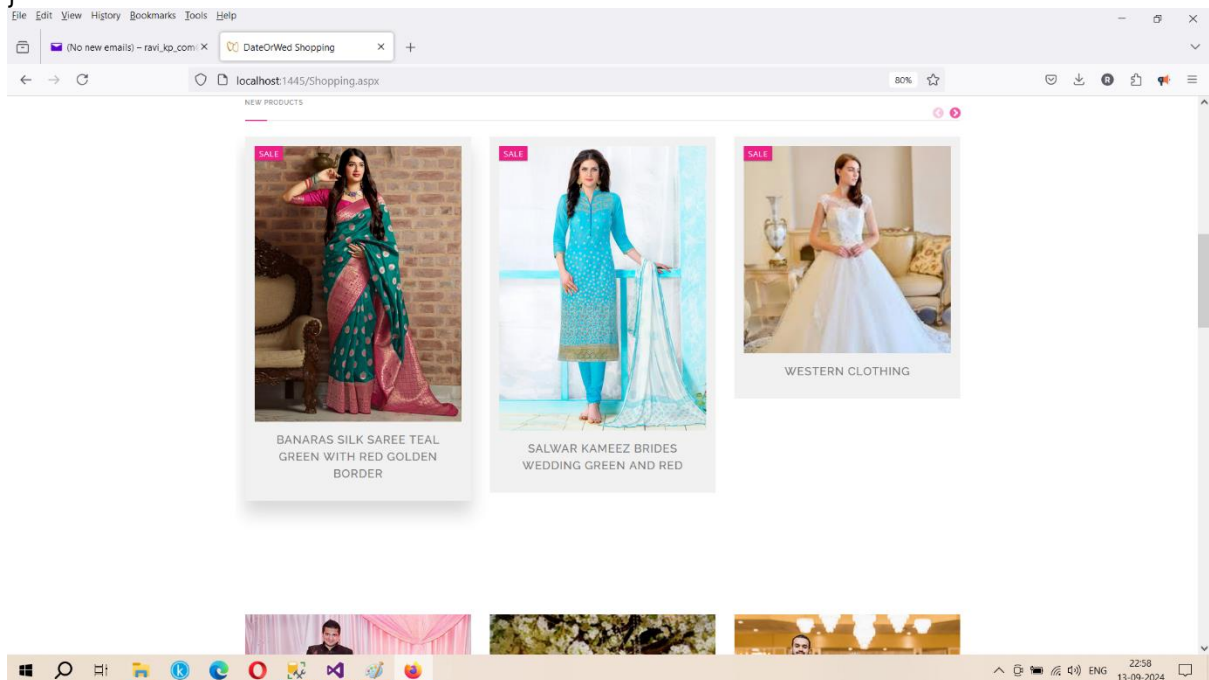 File Edit View History Bookmarks Tools Help
(No new emails) – ravi_kp_com
DateOrWed Shopping
localhost:1445/Shopping.aspx
80%
NEW PRODUCTS
SALE
BANARAS SILK SAREE TEAL
GREEN WITH RED GOLDEN
BORDER
SALE
SALWAR KAMEEZ BRIDES
WEDDING GREEN AND RED
SALE
WESTERN CLOTHING
ENG
22:58
13-09-2024